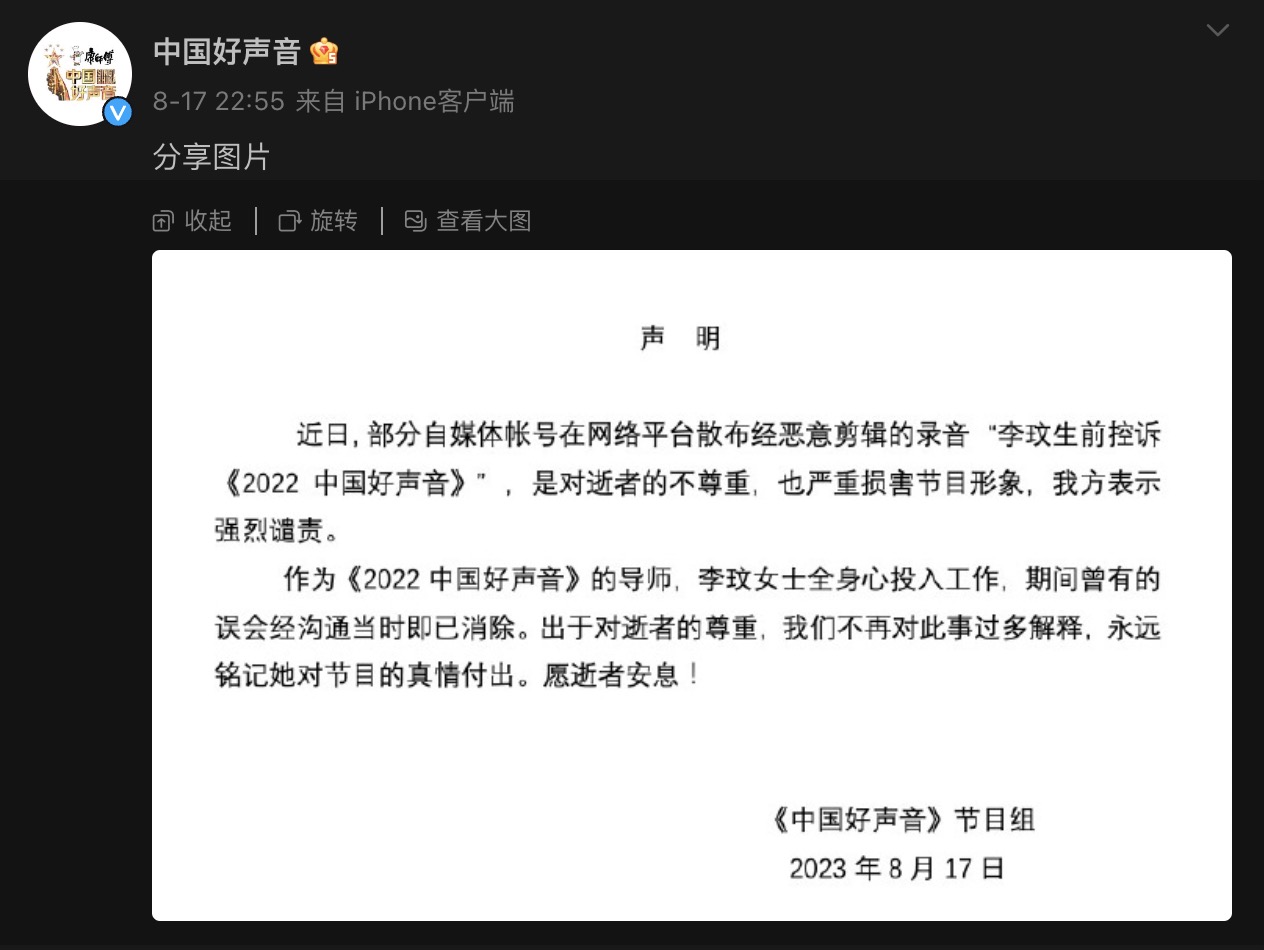 康师傅
中国
好声音
中国好声音
8-17 22:55 来自 iPhone客户端
分享图片
收起 | 旋转 | 查看大图
声 明
近日，部分自媒体帐号在网络平台散布经恶意剪辑的录音 “李玟生前控诉
《2022 中国好声音》”，是对逝者的不尊重，也严重损害节目形象，我方表示
强烈谴责。
作为《2022 中国好声音》的导师，李玟女士全身心投入工作，期间曾有的
误会经沟通当时即已消除。出于对逝者的尊重，我们不再对此事过多解释，永远
铭记她对节目的真情付出。愿逝者安息！
《中国好声音》节目组
2023 年 8 月 17 日